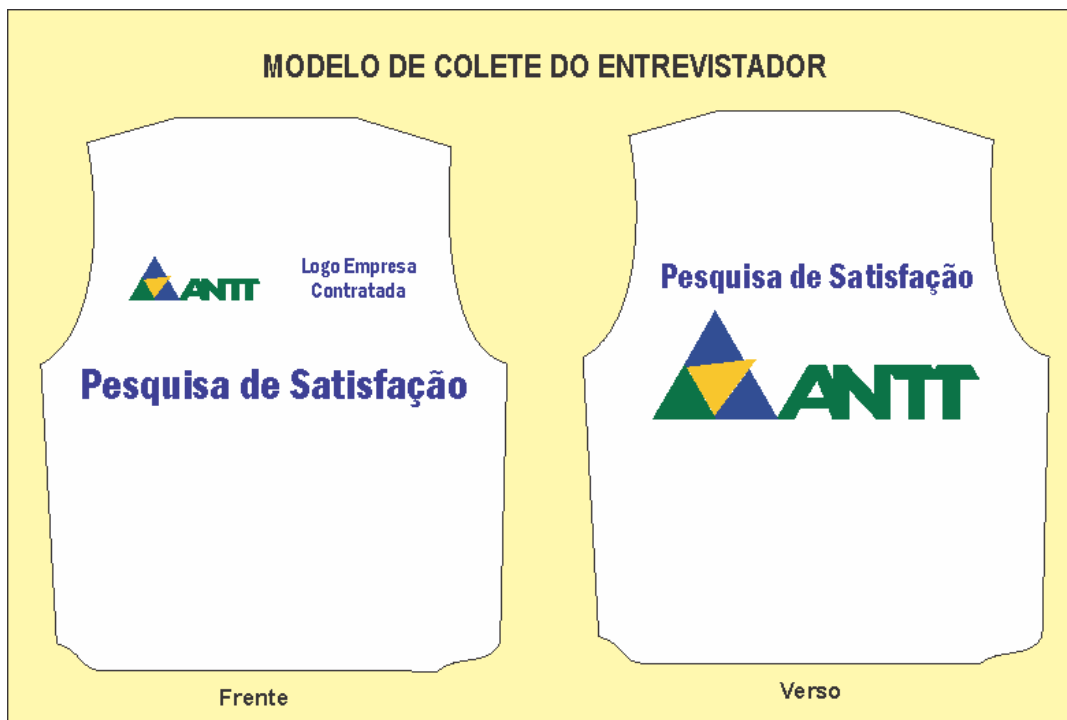 MODELO DE COLETE DO ENTREVISTADOR
ANTT
Logo Empresa
Contratada
Pesquisa de Satisfação
Frente
Pesquisa de Satisfação
ANTT
Verso